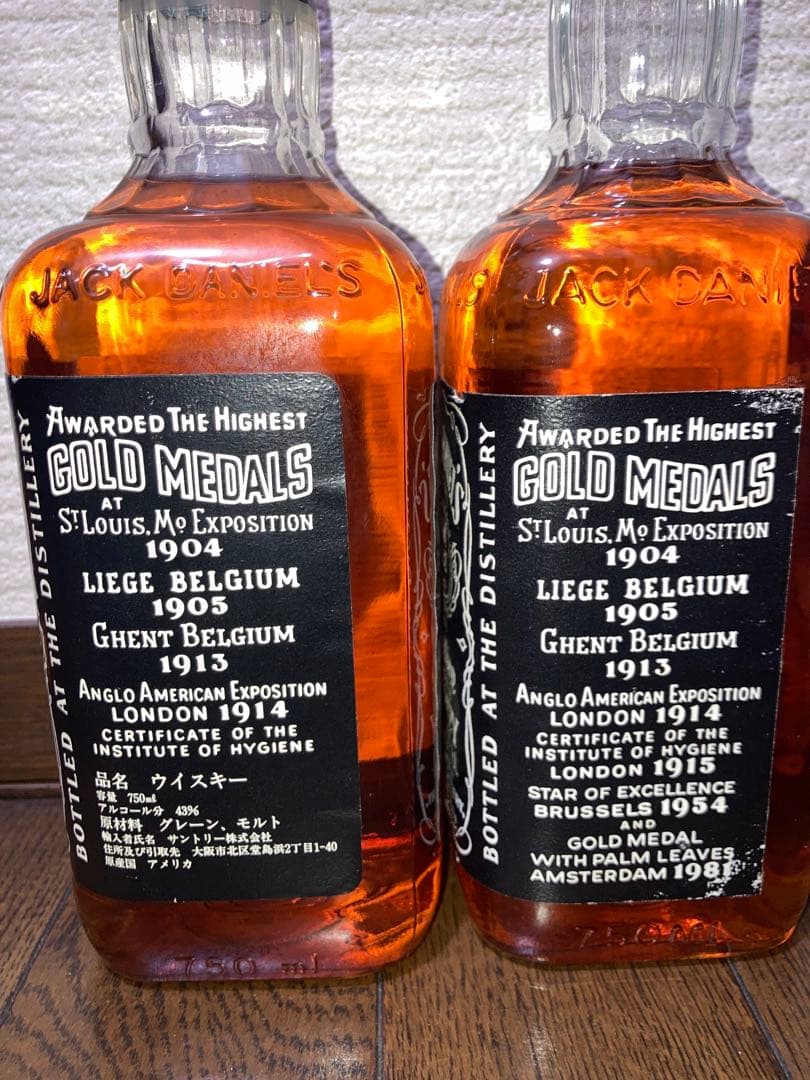 JACK DANIEL'S
BOTTLED AT THE DISTILLERY
AWARDED THE HIGHEST
GOLD MEDALS
AT
ST LOUIS, MO EXPOSITION
1904
LIEGE BELGIUM
1905
GHENT BELGIUM
1913
ANGLO AMERICAN EXPOSITION
LONDON 1914
CERTIFICATE OF THE
INSTITUTE OF HYGIENE
品名 ウイスキー
容量 750ml
アルコール分 43%
原材料 グレーン、モルト
輸入者氏名 サントリー株式会社
住所及び引取先 大阪市北区堂島浜2丁目1-40
原産国 アメリカ
750 ml
JACK DANIE
BOTTLED AT THE DISTILLERY
AWARDED THE HIGHEST
GOLD MEDALS
AT
ST LOUIS, MO EXPOSITION
1904
LIEGE BELGIUM
1905
GHENT BELGIUM
1913
ANGLO AMERICAN EXPOSITION
LONDON 1914
CERTIFICATE OF THE
INSTITUTE OF HYGIENE
LONDON 1915
STAR OF EXCELLENCE
BRUSSELS 1954
AND
GOLD MEDAL
WITH PALM LEAVES
AMSTERDAM 1981
750 ml